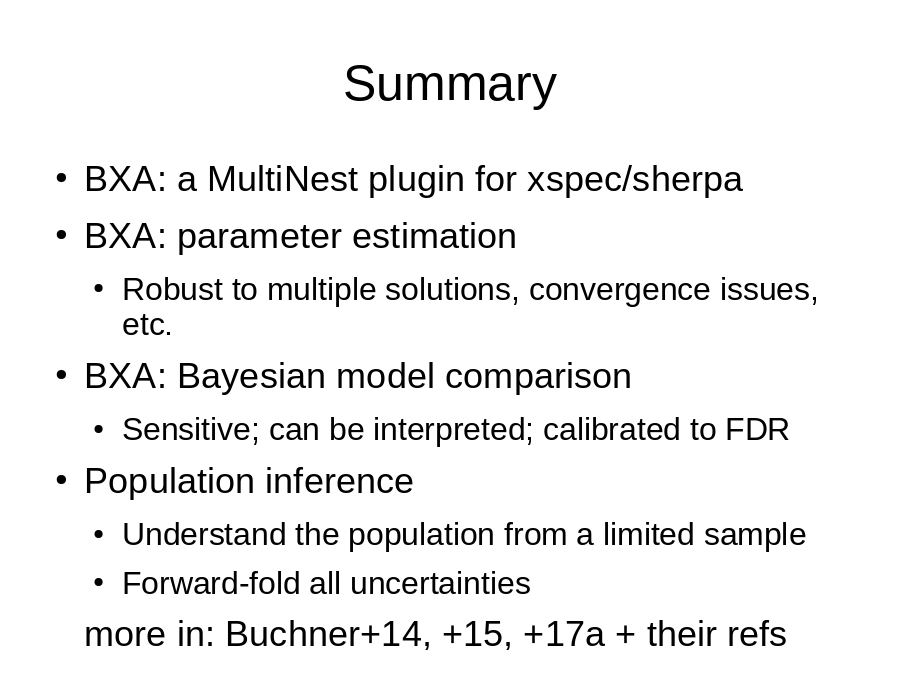 Summary
• BXA: a MultiNest plugin for xspec/sherpa
• BXA: parameter estimation
• Robust to multiple solutions, convergence issues,
etc.
• BXA: Bayesian model comparison
• Sensitive; can be interpreted; calibrated to FDR
• Population inference
• Understand the population from a limited sample
• Forward-fold all uncertainties
more in: Buchner+14, +15, +17a + their refs